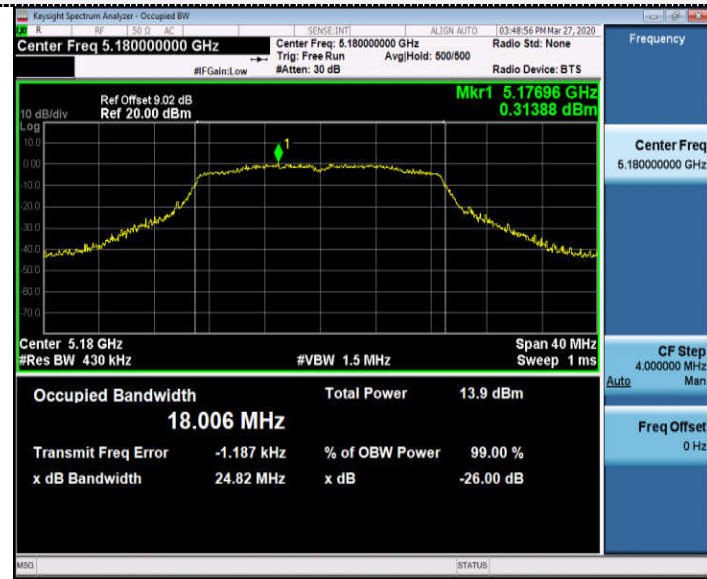 Keysight Spectrum Analyzer - Occupied BW
R RF 50 Ω AC SENSE:INT ALIGN AUTO 03:48:56 PM Mar 27, 2020
Center Freq 5.180000000 GHz
Center Freq: 5.180000000 GHz
Radio Std: None
Trig: Free Run Avg|Hold: 500/500
#IFGain:Low
#Atten: 30 dB
Radio Device: BTS
Ref Offset 9.02 dB
10 dB/div Ref 20.00 dBm
Mkr1 5.17696 GHz
0.31388 dBm
Log
10.0
1
0.00
-10.0
-20.0
-30.0
-40.0
-50.0
-60.0
-70.0
Center 5.18 GHz Span 40 MHz
#Res BW 430 kHz #VBW 1.5 MHz Sweep 1 ms
Occupied Bandwidth Total Power 13.9 dBm
18.006 MHz
Transmit Freq Error -1.187 kHz % of OBW Power 99.00 %
x dB Bandwidth 24.82 MHz x dB -26.00 dB
MSG STATUS
Frequency
Center Freq
5.180000000 GHz
CF Step
4.000000 MHz
Auto Man
Freq Offset
0 Hz